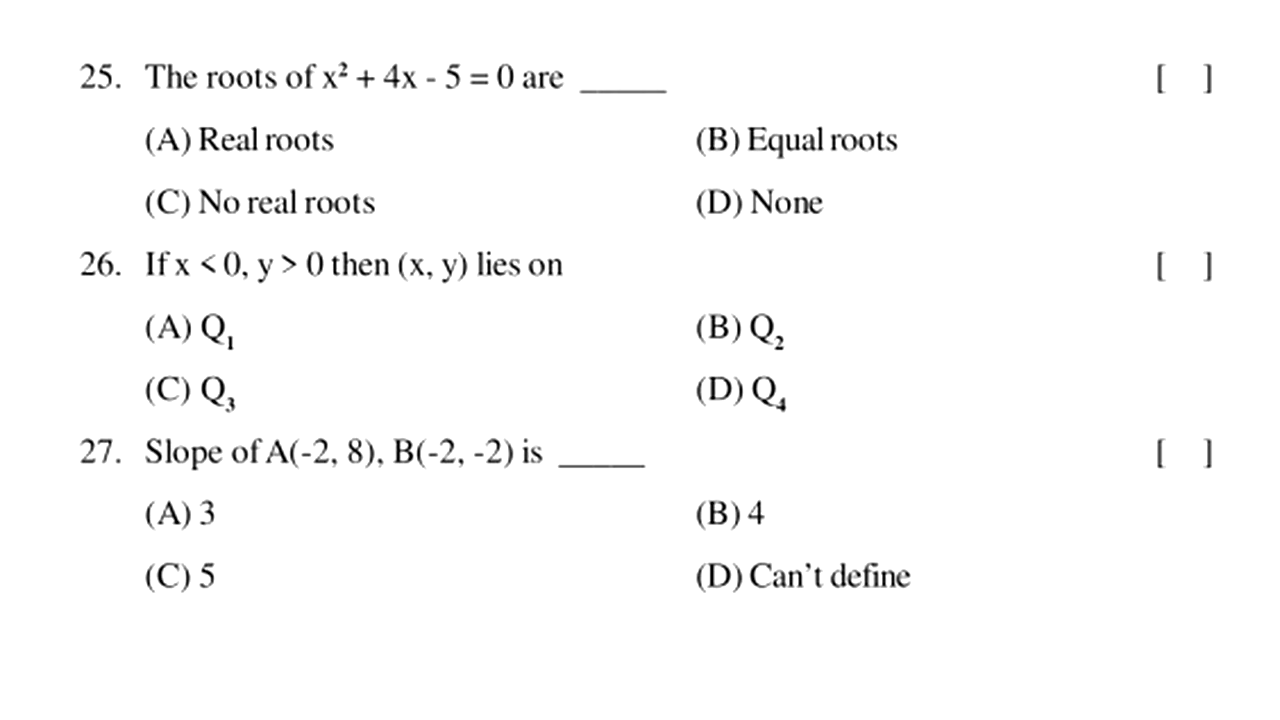 25. The roots of x² + 4x - 5 = 0 are _____ [ ]
(A) Real roots (B) Equal roots
(C) No real roots (D) None
26. If x < 0, y > 0 then (x, y) lies on [ ]
(A) Q₁ (B) Q₂
(C) Q₃ (D) Q₄
27. Slope of A(-2, 8), B(-2, -2) is _____ [ ]
(A) 3 (B) 4
(C) 5 (D) Can’t define